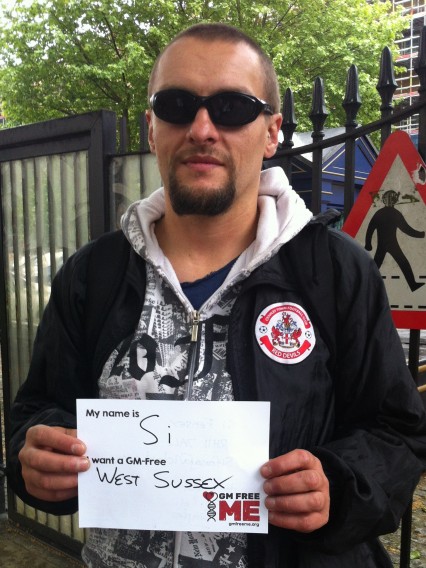 RED DEVILS
My name is
Si
I want a GM-Free
WEST SUSSEX
GM FREE
ME
gmfreeme.org